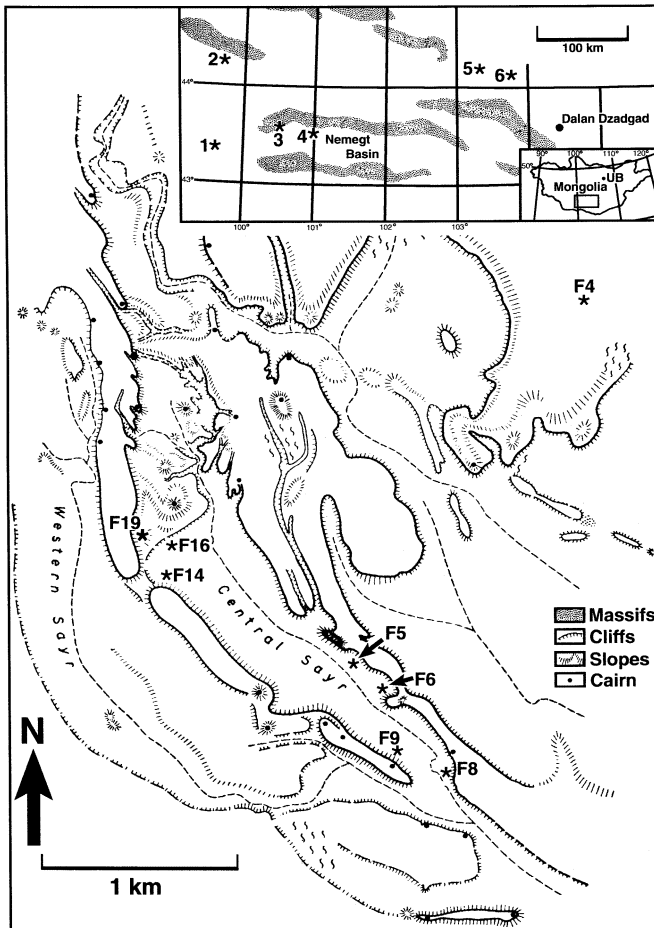 100 km
2
5
6
44°
Dalan Dzadgad
3
4
Nemegt
Basin
1
90°
100°
110°
120°
50°
UB
Mongolia
43°
100°
101°
102°
103°
F4
Western Sayr
F19
F16
F14
Central Sayr
F5
F6
F9
F8
Massifs
Cliffs
Slopes
Cairn
N
1 km